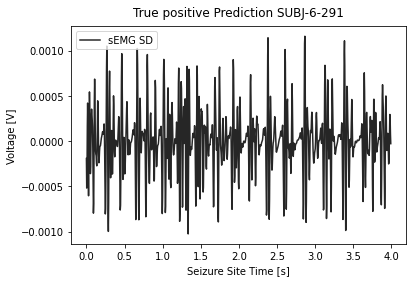 True positive Prediction SUBJ-6-291
sEMG SD
Voltage [V]
0.0010
0.0005
0.0000
−0.0005
−0.0010
0.0 0.5 1.0 1.5 2.0 2.5 3.0 3.5 4.0
Seizure Site Time [s]